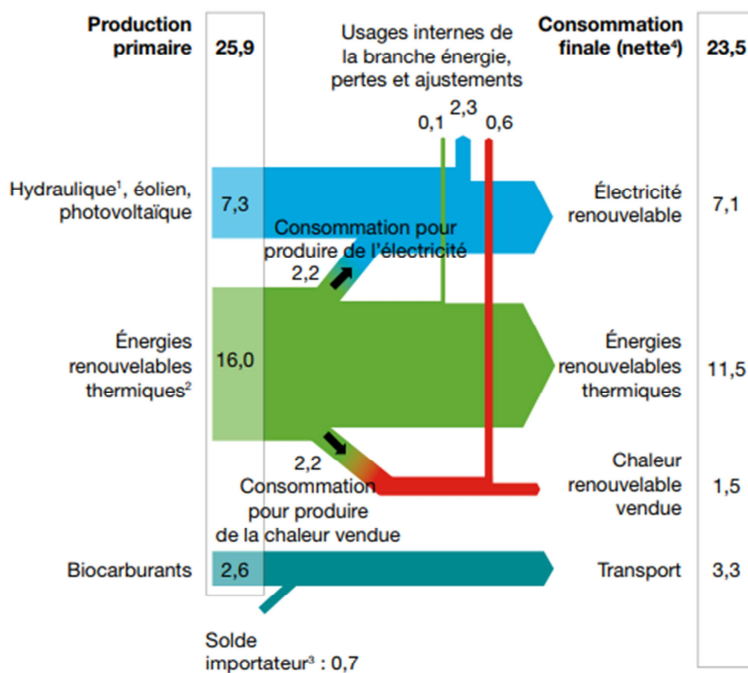 Production
primaire
25,9
Usages internes de
la branche énergie,
pertes et ajustements
Consommation
finale (nette⁴)
23,5
0,1
2,3
0,6
Hydraulique¹, éolien,
photovoltaïque
7,3
Consommation pour
produire de l’électricité
2,2
Électricité
renouvelable
7,1
Énergies
renouvelables
thermiques²
16,0
Énergies
renouvelables
thermiques
11,5
2,2
Consommation
pour produire
de la chaleur vendue
Chaleur
renouvelable
vendue
1,5
Biocarburants
2,6
Transport
3,3
Solde
importateur³ : 0,7